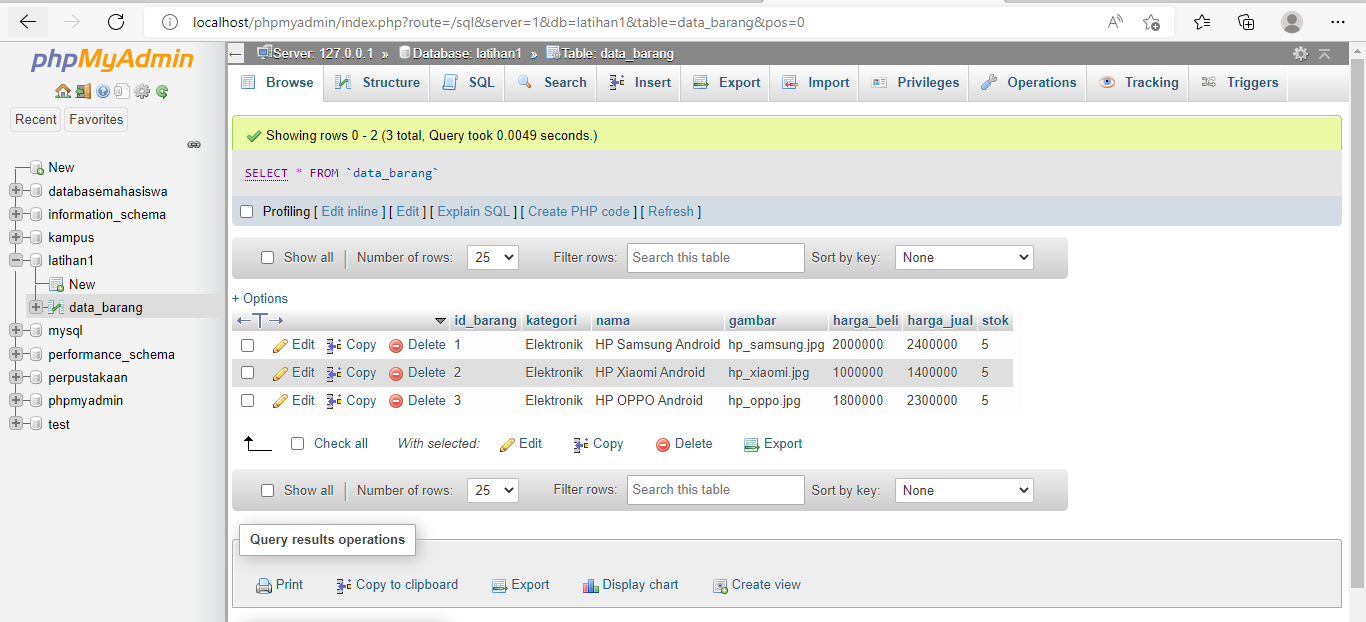 localhost/phpmyadmin/index.php?route=/sql&server=1&db=latihan1&table=data_barang&pos=0
phpMyAdmin
Recent Favorites
New
databasemahasiswa
information_schema
kampus
latihan1
New
data_barang
mysql
performance_schema
perpustakaan
phpmyadmin
test
Server: 127.0.0.1 » Database: latihan1 » Table: data_barang
Browse Structure SQL Search Insert Export Import Privileges Operations Tracking Triggers
Showing rows 0 - 2 (3 total, Query took 0.0049 seconds.)
SELECT * FROM `data_barang`
Profiling [ Edit inline ] [ Edit ] [ Explain SQL ] [ Create PHP code ] [ Refresh ]
Show all Number of rows: 25 Filter rows: Search this table Sort by key: None
+ Options
←T→ id_barang kategori nama gambar harga_beli harga_jual stok
Edit Copy Delete 1 Elektronik HP Samsung Android hp_samsung.jpg 2000000 2400000 5
Edit Copy Delete 2 Elektronik HP Xiaomi Android hp_xiaomi.jpg 1000000 1400000 5
Edit Copy Delete 3 Elektronik HP OPPO Android hp_oppo.jpg 1800000 2300000 5
Check all With selected: Edit Copy Delete Export
Show all Number of rows: 25 Filter rows: Search this table Sort by key: None
Query results operations
Print Copy to clipboard Export Display chart Create view